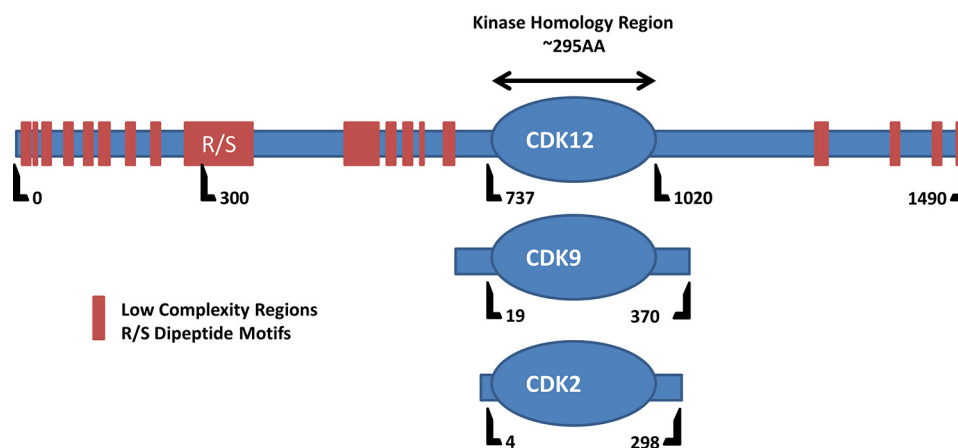 Kinase Homology Region
~295AA
R/S
CDK12
0
300
737
1020
1490
CDK9
19
370
Low Complexity Regions
R/S Dipeptide Motifs
CDK2
4
298